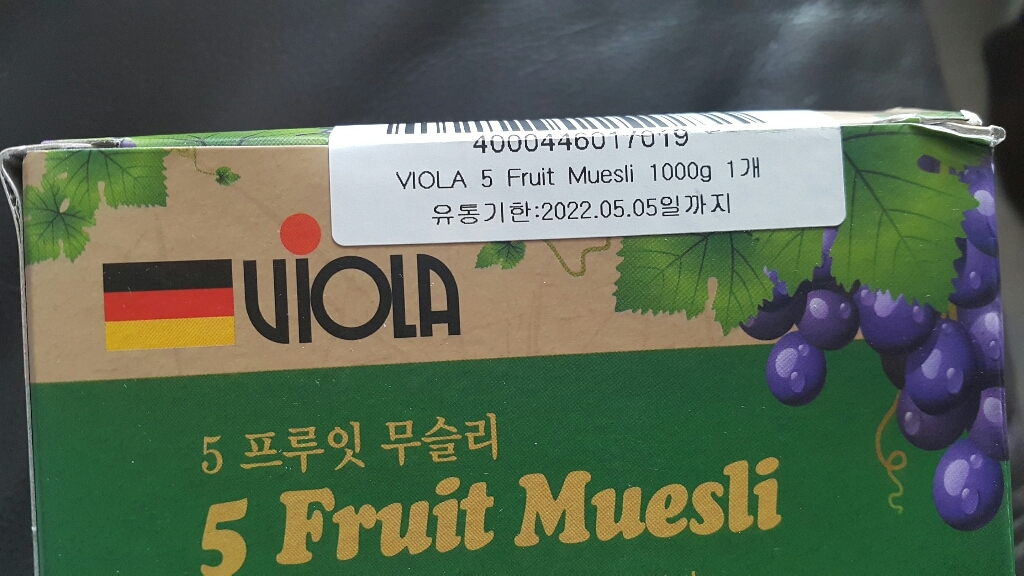 4000446017019
VIOLA 5 Fruit Muesli 1000g 1개
유통기한:2022.05.05일까지
VIOLA
5 프루잇 무슬리
5 Fruit Muesli